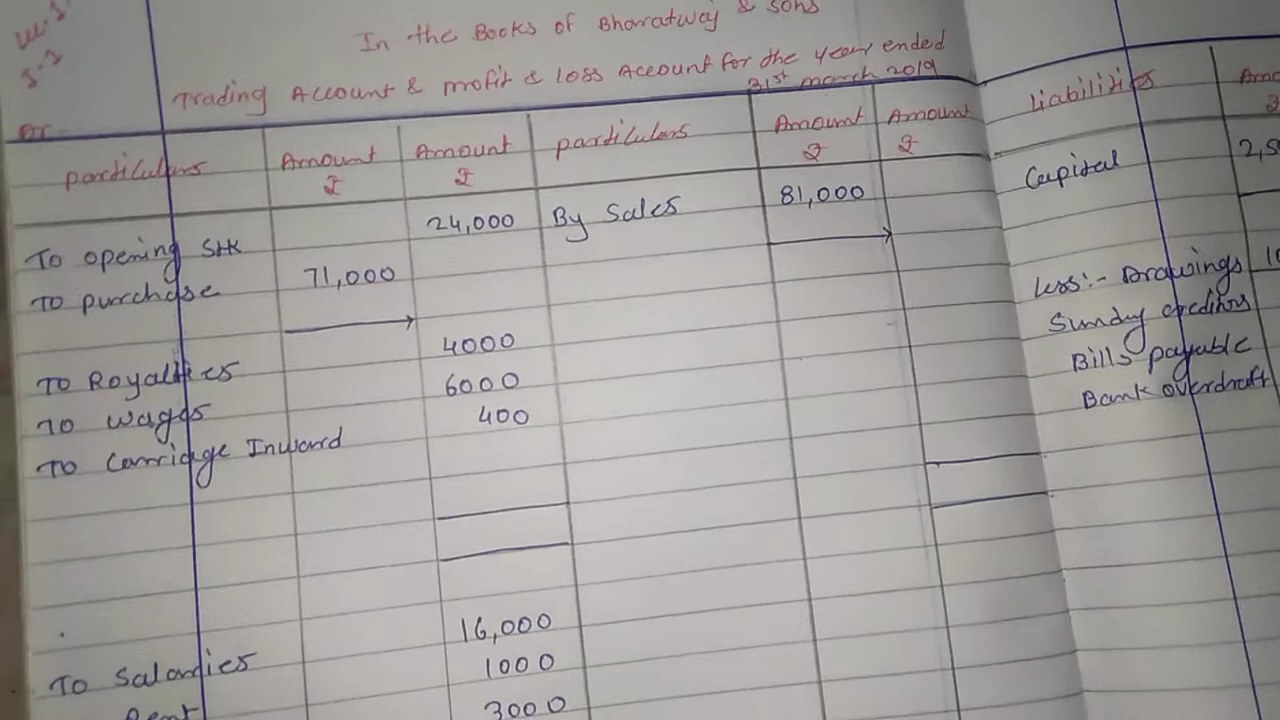 In the Books of Bharatway & sons
Trading Account & Profit & Loss Account for the year ended
31st march 2019
Dr
Particulars Amount ₹ Amount ₹ particulars Amount ₹ Amount ₹
To opening Stk 24,000 By Sales 81,000
To purchase 71,000
To Royalties 4000
To wages 6000
To Carriage Inward 400
To Salaries 16,000
Rent 1000
3000
Liabilities
Capital
Less:- Drawings
Sundry creditors
Bills payable
Bank overdraft